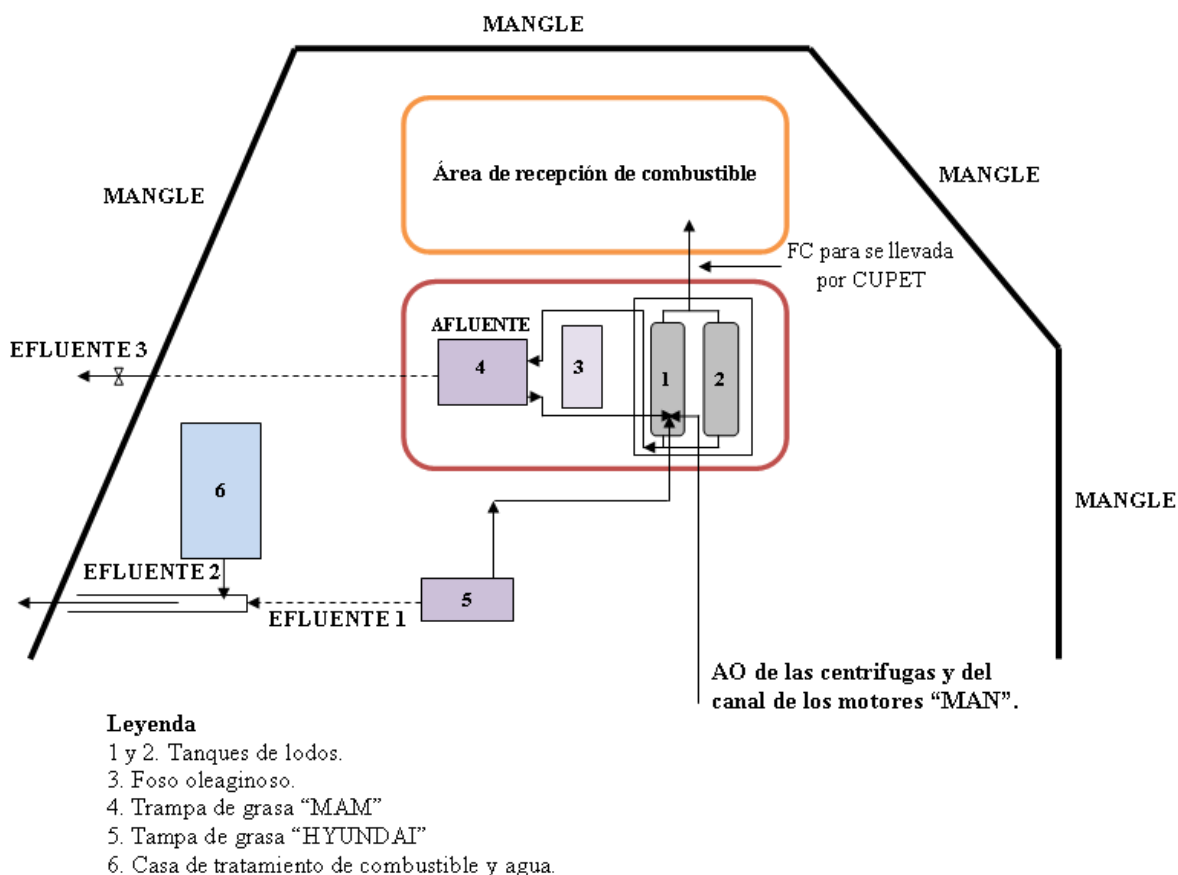 MANGLE
MANGLE
MANGLE
Área de recepción de combustible
FC para se llevada
por CUPET
AFLUENTE
EFLUENTE 3
4
3
1
2
MANGLE
6
EFLUENTE 2
5
EFLUENTE 1
AO de las centrifugas y del
canal de los motores “MAN”.
Leyenda
1 y 2. Tanques de lodos.
3. Foso oleaginoso.
4. Trampa de grasa “MAM”
5. Tampa de grasa “HYUNDAI”
6. Casa de tratamiento de combustible y agua.